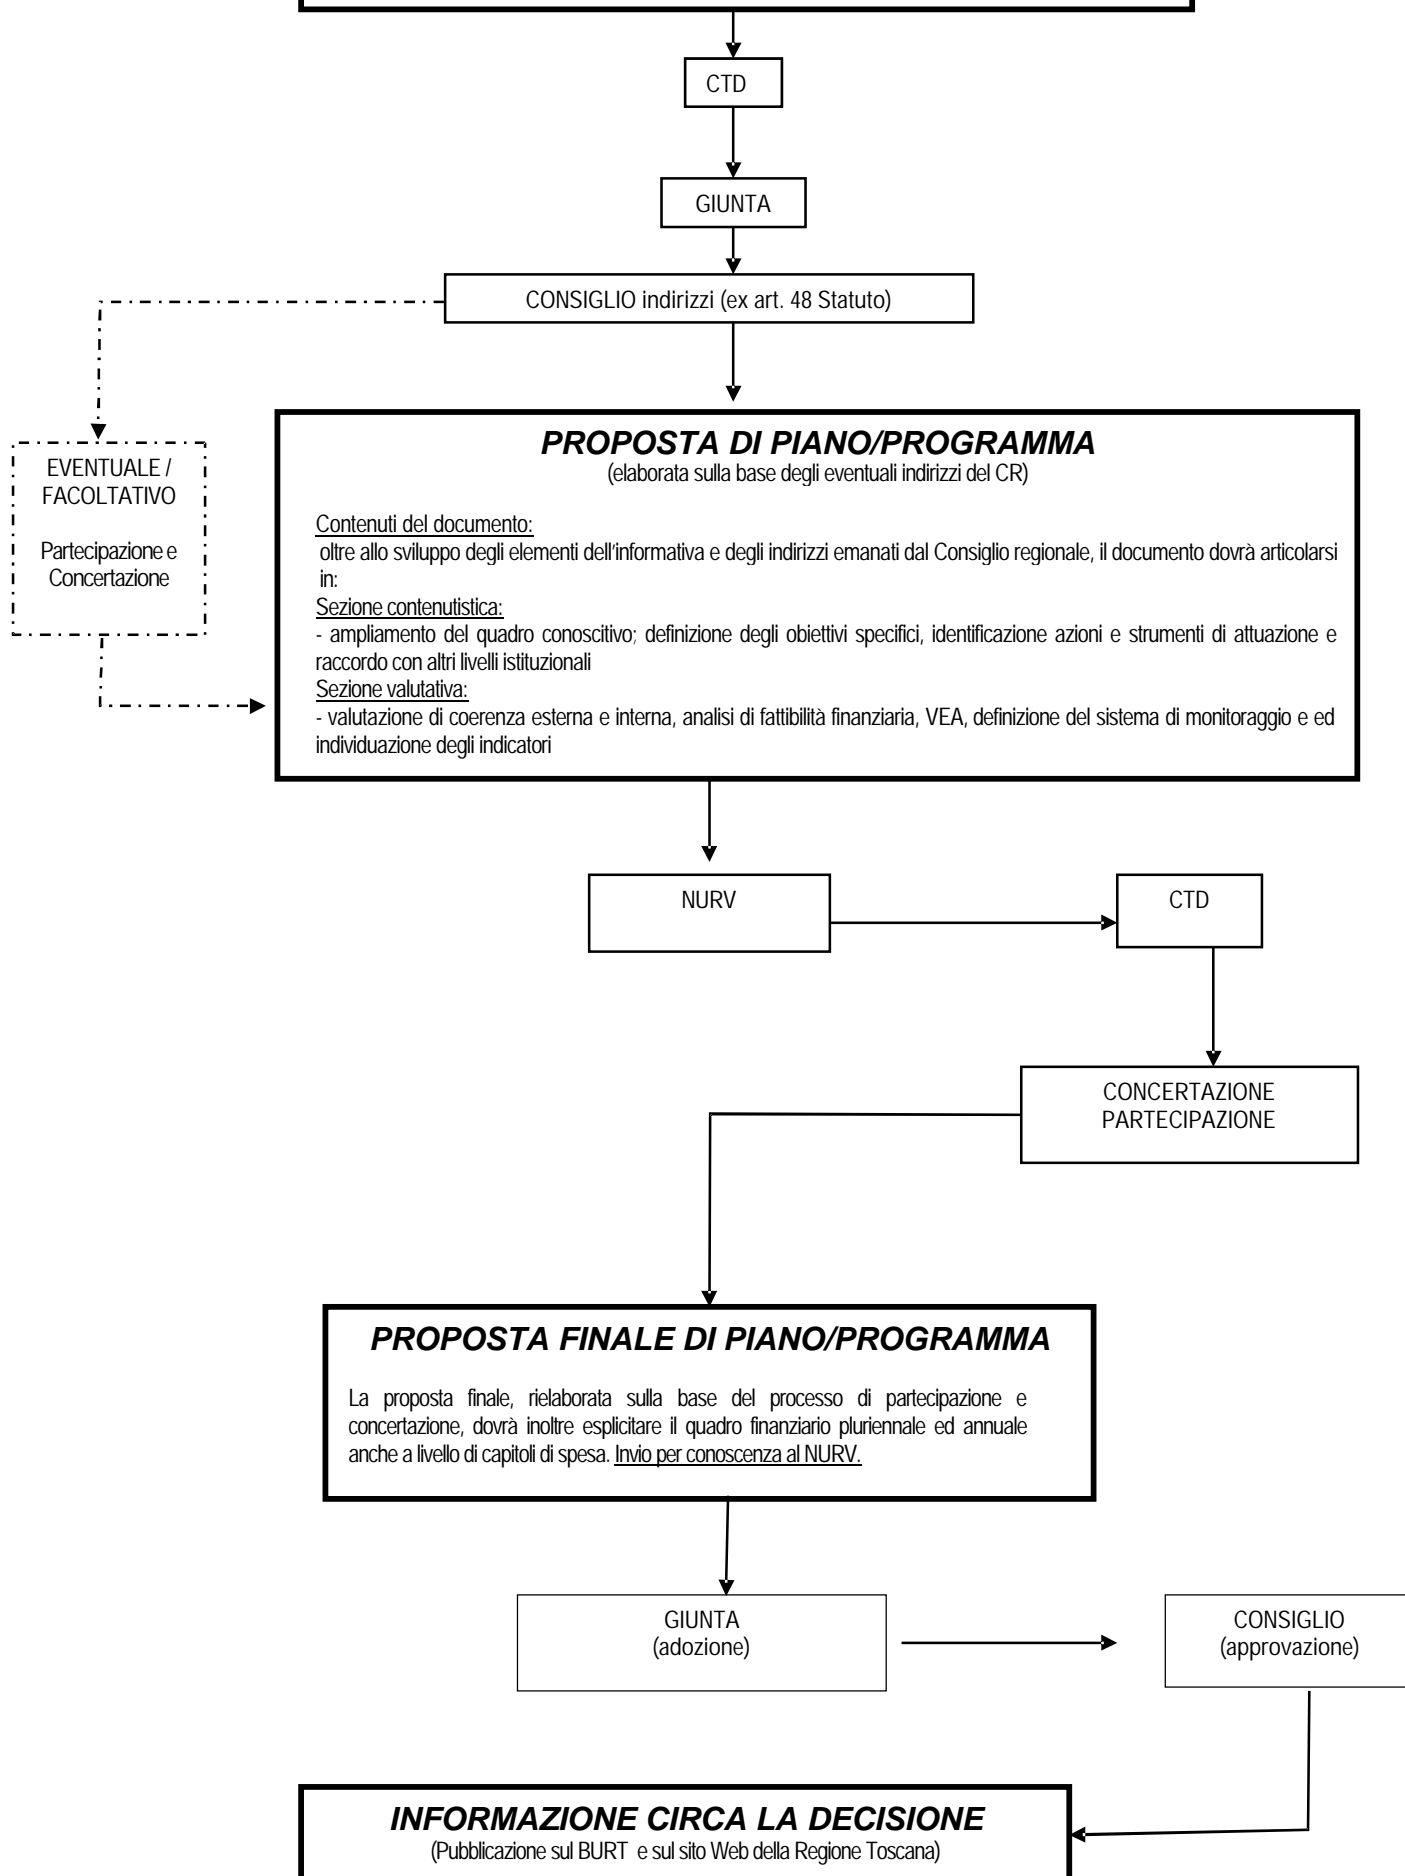 CTD
GIUNTA
CONSIGLIO indirizzi (ex art. 48 Statuto)
EVENTUALE /
FACOLTATIVO
Partecipazione e
Concertazione
PROPOSTA DI PIANO/PROGRAMMA
(elaborata sulla base degli eventuali indirizzi del CR)
Contenuti del documento:
oltre allo sviluppo degli elementi dell'informativa e degli indirizzi emanati dal Consiglio regionale, il documento dovrà articolarsi
in:
Sezione contenutistica:
- ampliamento del quadro conoscitivo; definizione degli obiettivi specifici, identificazione azioni e strumenti di attuazione e
raccordo con altri livelli istituzionali
Sezione valutativa:
- valutazione di coerenza esterna e interna, analisi di fattibilità finanziaria, VEA, definizione del sistema di monitoraggio e ed
individuazione degli indicatori
NURV
CTD
CONCERTAZIONE
PARTECIPAZIONE
PROPOSTA FINALE DI PIANO/PROGRAMMA
La proposta finale, rielaborata sulla base del processo di partecipazione e
concertazione, dovrà inoltre esplicitare il quadro finanziario pluriennale ed annuale
anche a livello di capitoli di spesa. Invio per conoscenza al NURV.
GIUNTA
(adozione)
CONSIGLIO
(approvazione)
INFORMAZIONE CIRCA LA DECISIONE
(Pubblicazione sul BURT e sul sito Web della Regione Toscana)